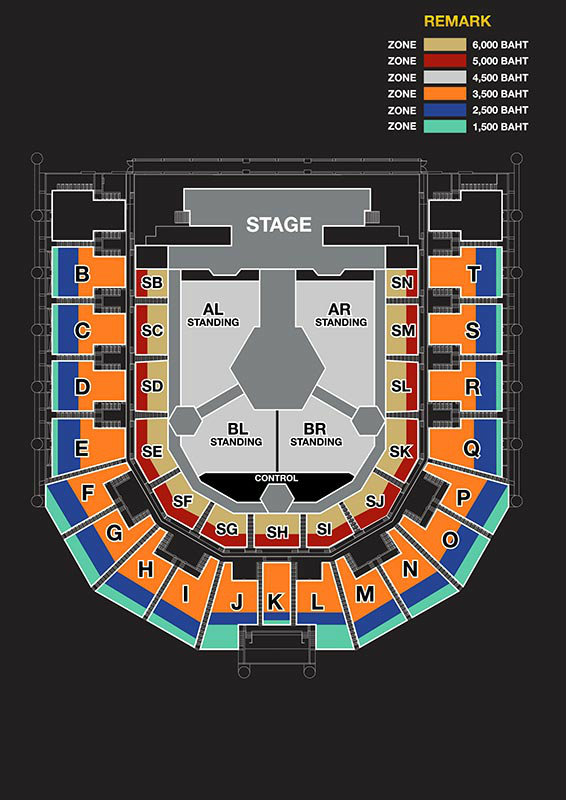 REMARK
ZONE 6,000 BAHT
ZONE 5,000 BAHT
ZONE 4,500 BAHT
ZONE 3,500 BAHT
ZONE 2,500 BAHT
ZONE 1,500 BAHT
STAGE
B
T
SB
SN
AL
STANDING
AR
STANDING
C
SC
SM
S
D
SD
SL
R
BL
STANDING
BR
STANDING
E
SE
SK
Q
CONTROL
F
SF
SJ
P
G
SG
SH
SI
O
H
N
I
M
J
K
L